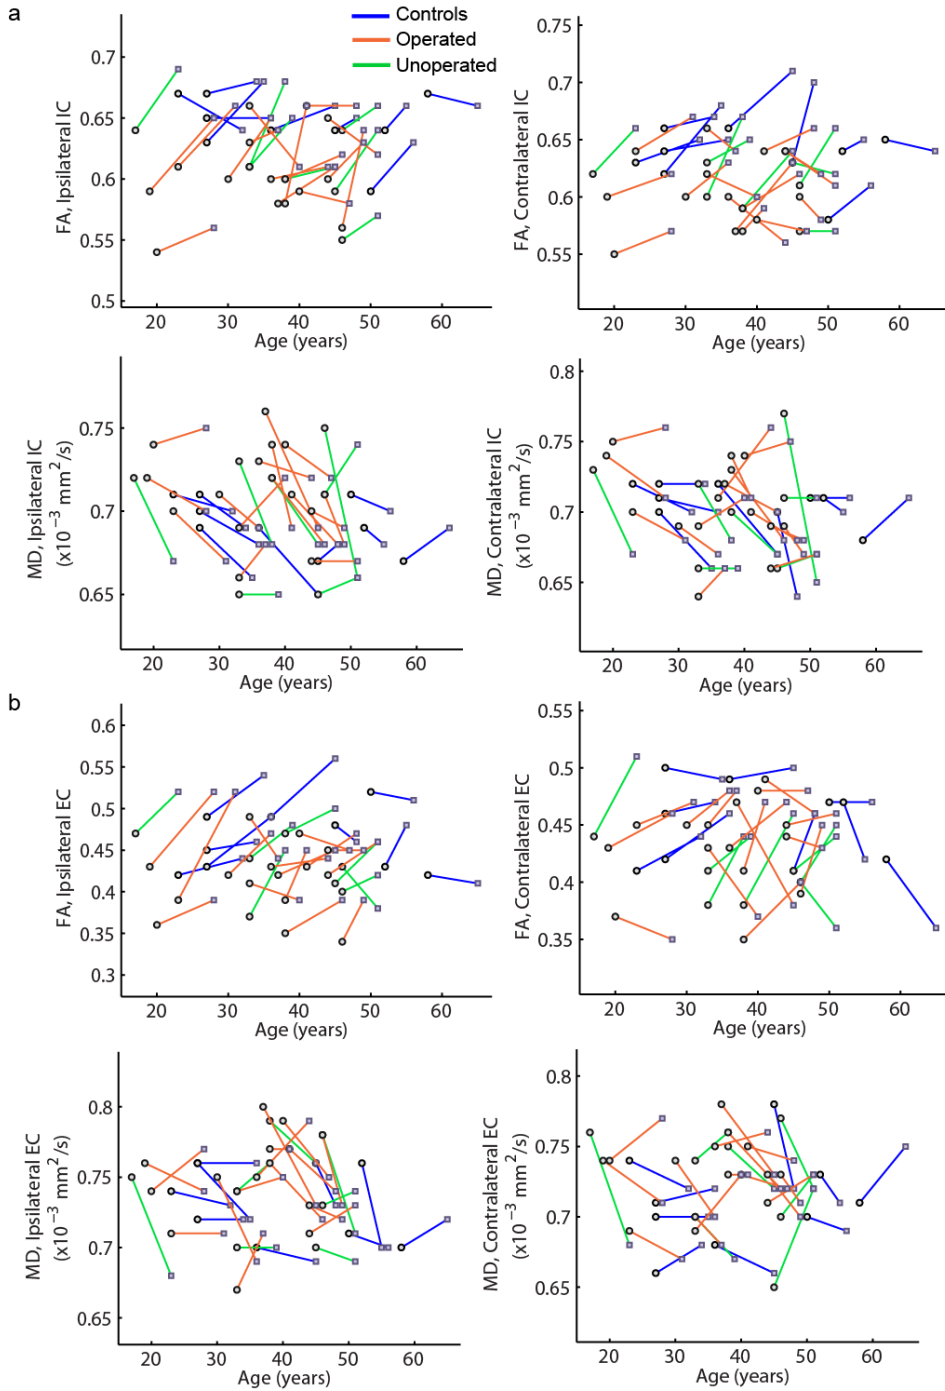 a
Controls
Operated
Unoperated
FA, Ipsilateral IC
0.7
0.65
0.6
0.55
0.5
20 30 40 50 60
Age (years)
FA, Contralateral IC
0.75
0.7
0.65
0.6
0.55
20 30 40 50 60
Age (years)
MD, Ipsilateral IC
(x10⁻³ mm²/s)
0.75
0.7
0.65
20 30 40 50 60
Age (years)
MD, Contralateral IC
(x10⁻³ mm²/s)
0.8
0.75
0.7
0.65
20 30 40 50 60
Age (years)
b
FA, Ipsilateral EC
0.6
0.55
0.5
0.45
0.4
0.35
0.3
20 30 40 50 60
Age (years)
FA, Contralateral EC
0.55
0.5
0.45
0.4
0.35
20 30 40 50 60
Age (years)
MD, Ipsilateral EC
(x10⁻³ mm²/s)
0.8
0.75
0.7
0.65
20 30 40 50 60
Age (years)
MD, Contralateral EC
(x10⁻³ mm²/s)
0.8
0.75
0.7
0.65
20 30 40 50 60
Age (years)